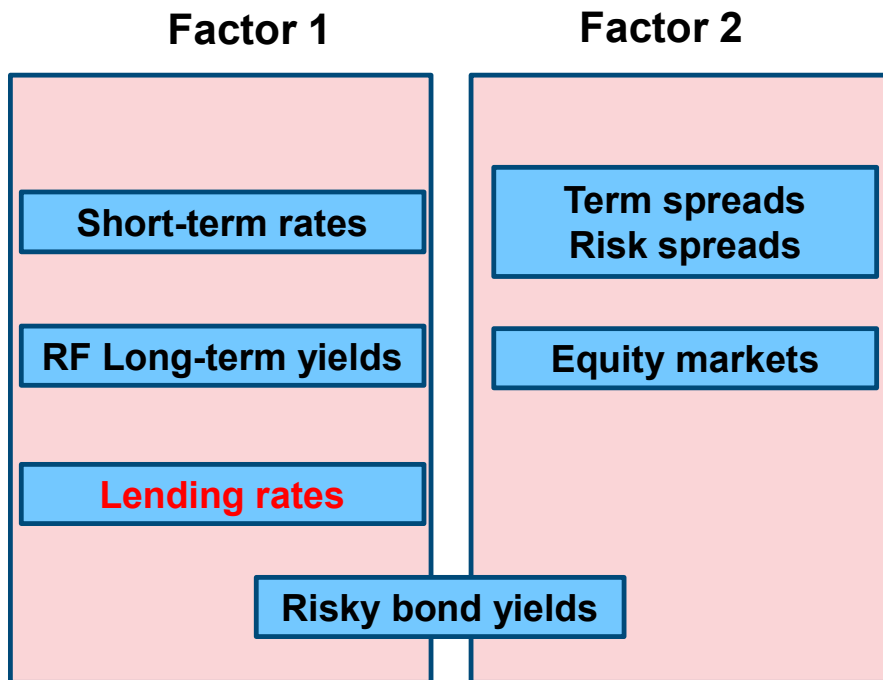 Factor 1
Factor 2
Short-term rates
RF Long-term yields
Lending rates
Term spreads
Risk spreads
Equity markets
Risky bond yields